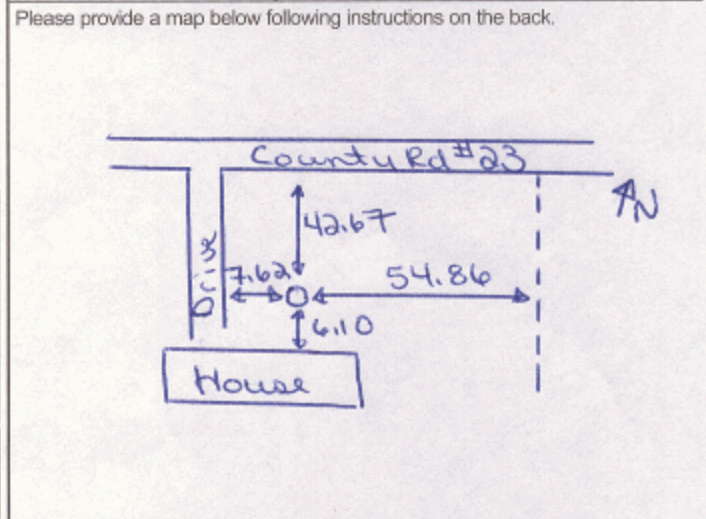 Please provide a map below following instructions on the back.
County Rd #23
N
42.67
Drive
7.62
54.86
6.10
House